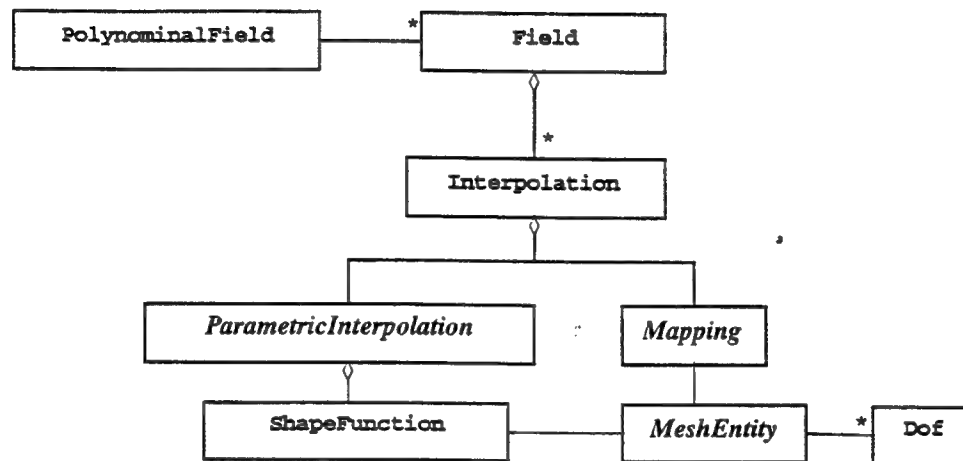 PolynominalField
*
Field
*
Interpolation
ParametricInterpolation
Mapping
ShapeFunction
MeshEntity
*
Dof